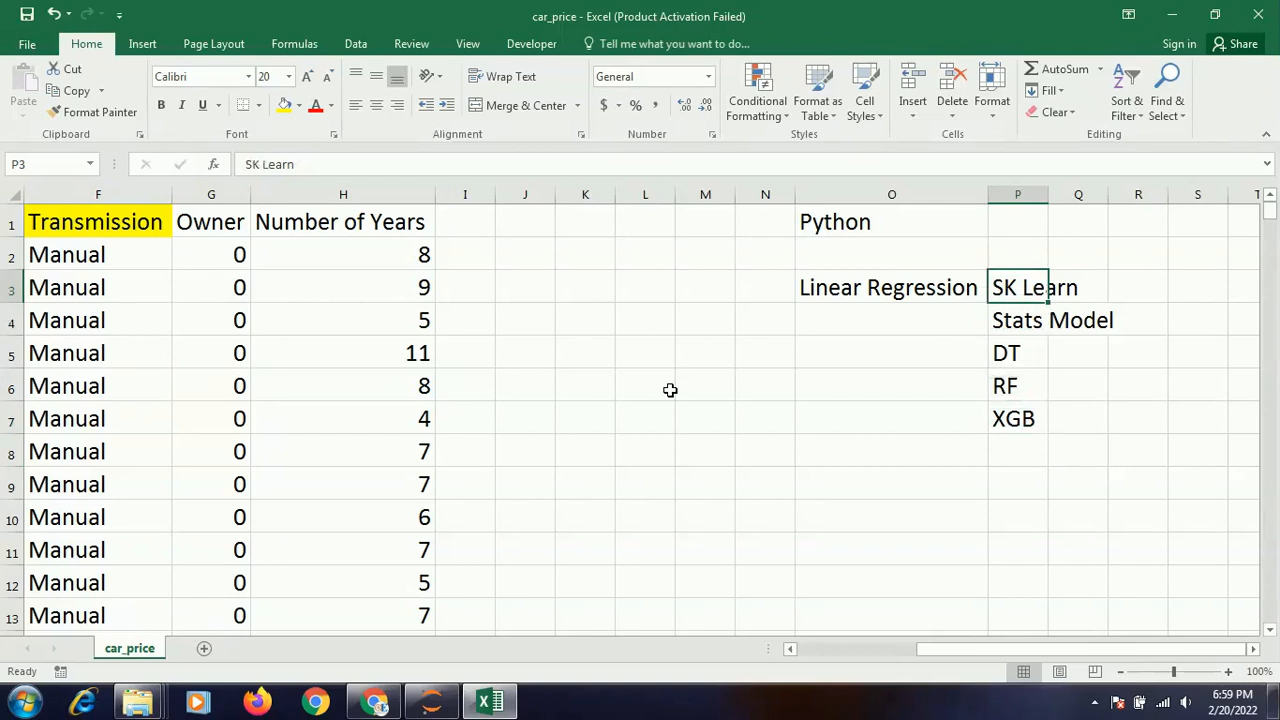 car_price - Excel (Product Activation Failed)
File Home Insert Page Layout Formulas Data Review View Developer Tell me what you want to do... Sign in Share
Paste
Cut
Copy
Format Painter
Clipboard
Calibri 20
B I U
Font
Wrap Text
Merge & Center
Alignment
General
$ % ,
Number
Conditional Formatting
Format as Table
Cell Styles
Styles
Insert
Delete
Format
Cells
AutoSum
Fill
Clear
Sort & Filter
Find & Select
Editing
P3 fx SK Learn
F G H I J K L M N O P Q R S T
1 Transmission Owner Number of Years Python
2 Manual 0 8
3 Manual 0 9 Linear Regression SK Learn
4 Manual 0 5 Stats Model
5 Manual 0 11 DT
6 Manual 0 8 RF
7 Manual 0 4 XGB
8 Manual 0 7
9 Manual 0 7
10 Manual 0 6
11 Manual 0 7
12 Manual 0 5
13 Manual 0 7
car_price
Ready 100%
6:59 PM
2/20/2022